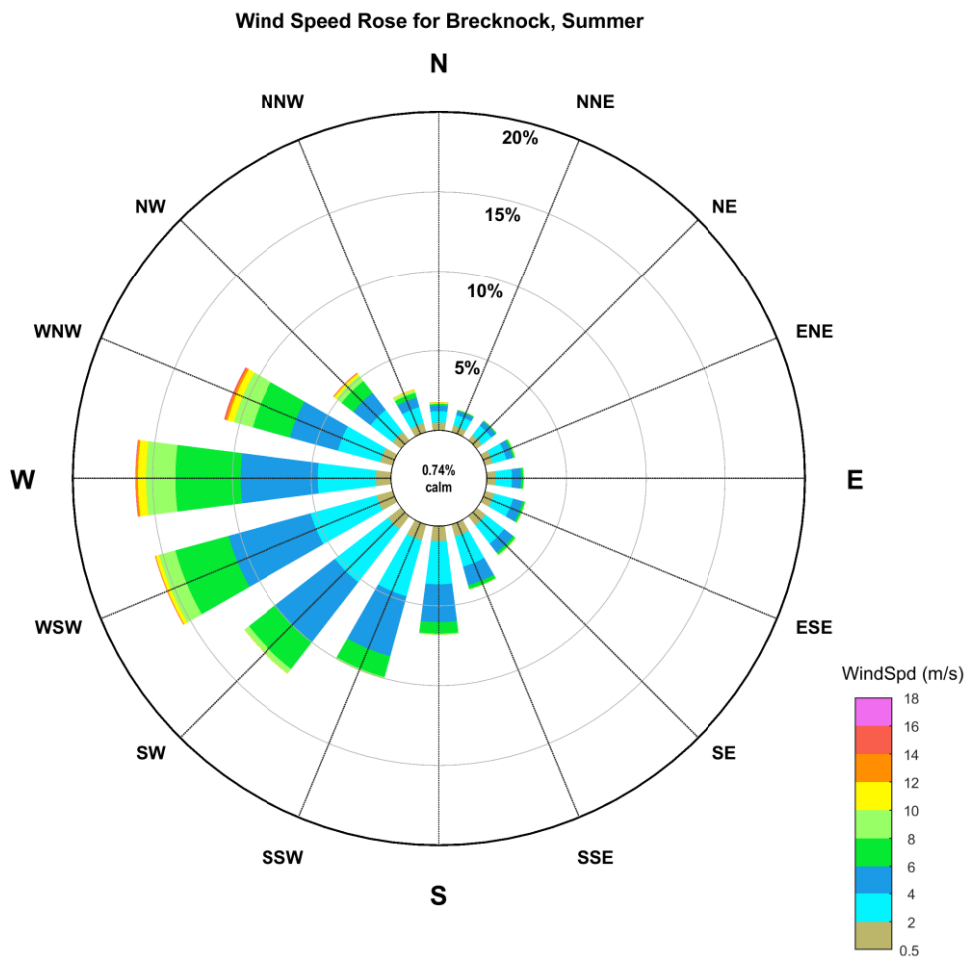 Wind Speed Rose for Brecknock, Summer
N
NNW
NNE
20%
NW
NE
15%
10%
WNW
ENE
5%
W
0.74%
calm
E
WSW
ESE
WindSpd (m/s)
18
16
SW
SE
14
12
10
SSW
SSE
8
S
6
4
2
0.5